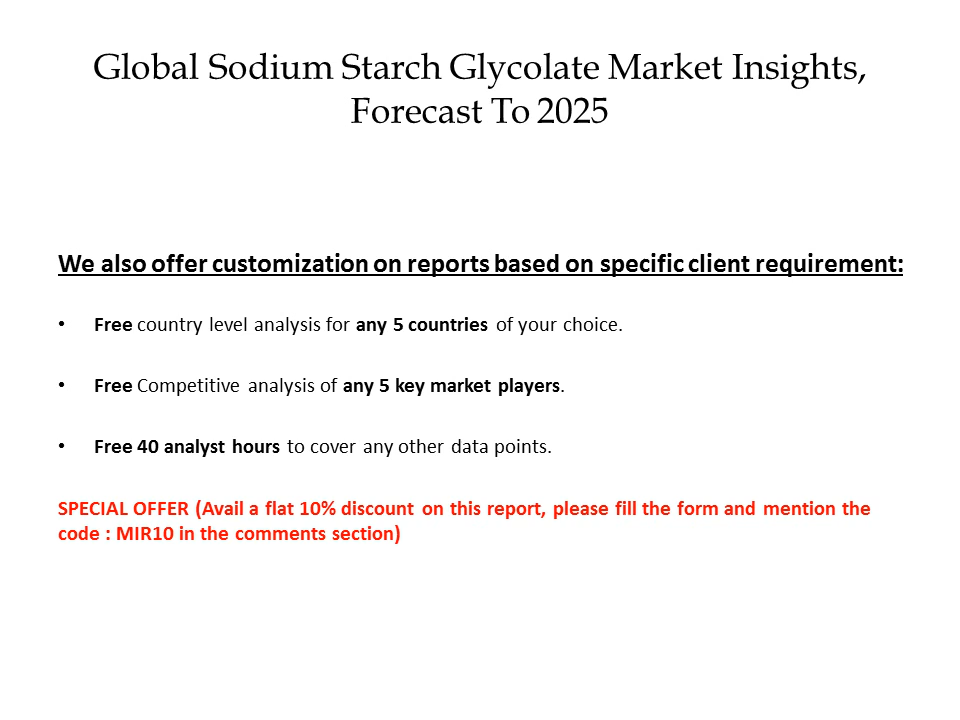 Global Sodium Starch Glycolate Market Insights,
Forecast To 2025
We also offer customization on reports based on specific client requirement:
• Free country level analysis for any 5 countries of your choice.
• Free Competitive analysis of any 5 key market players.
• Free 40 analyst hours to cover any other data points.
SPECIAL OFFER (Avail a flat 10% discount on this report, please fill the form and mention the
code : MIR10 in the comments section)